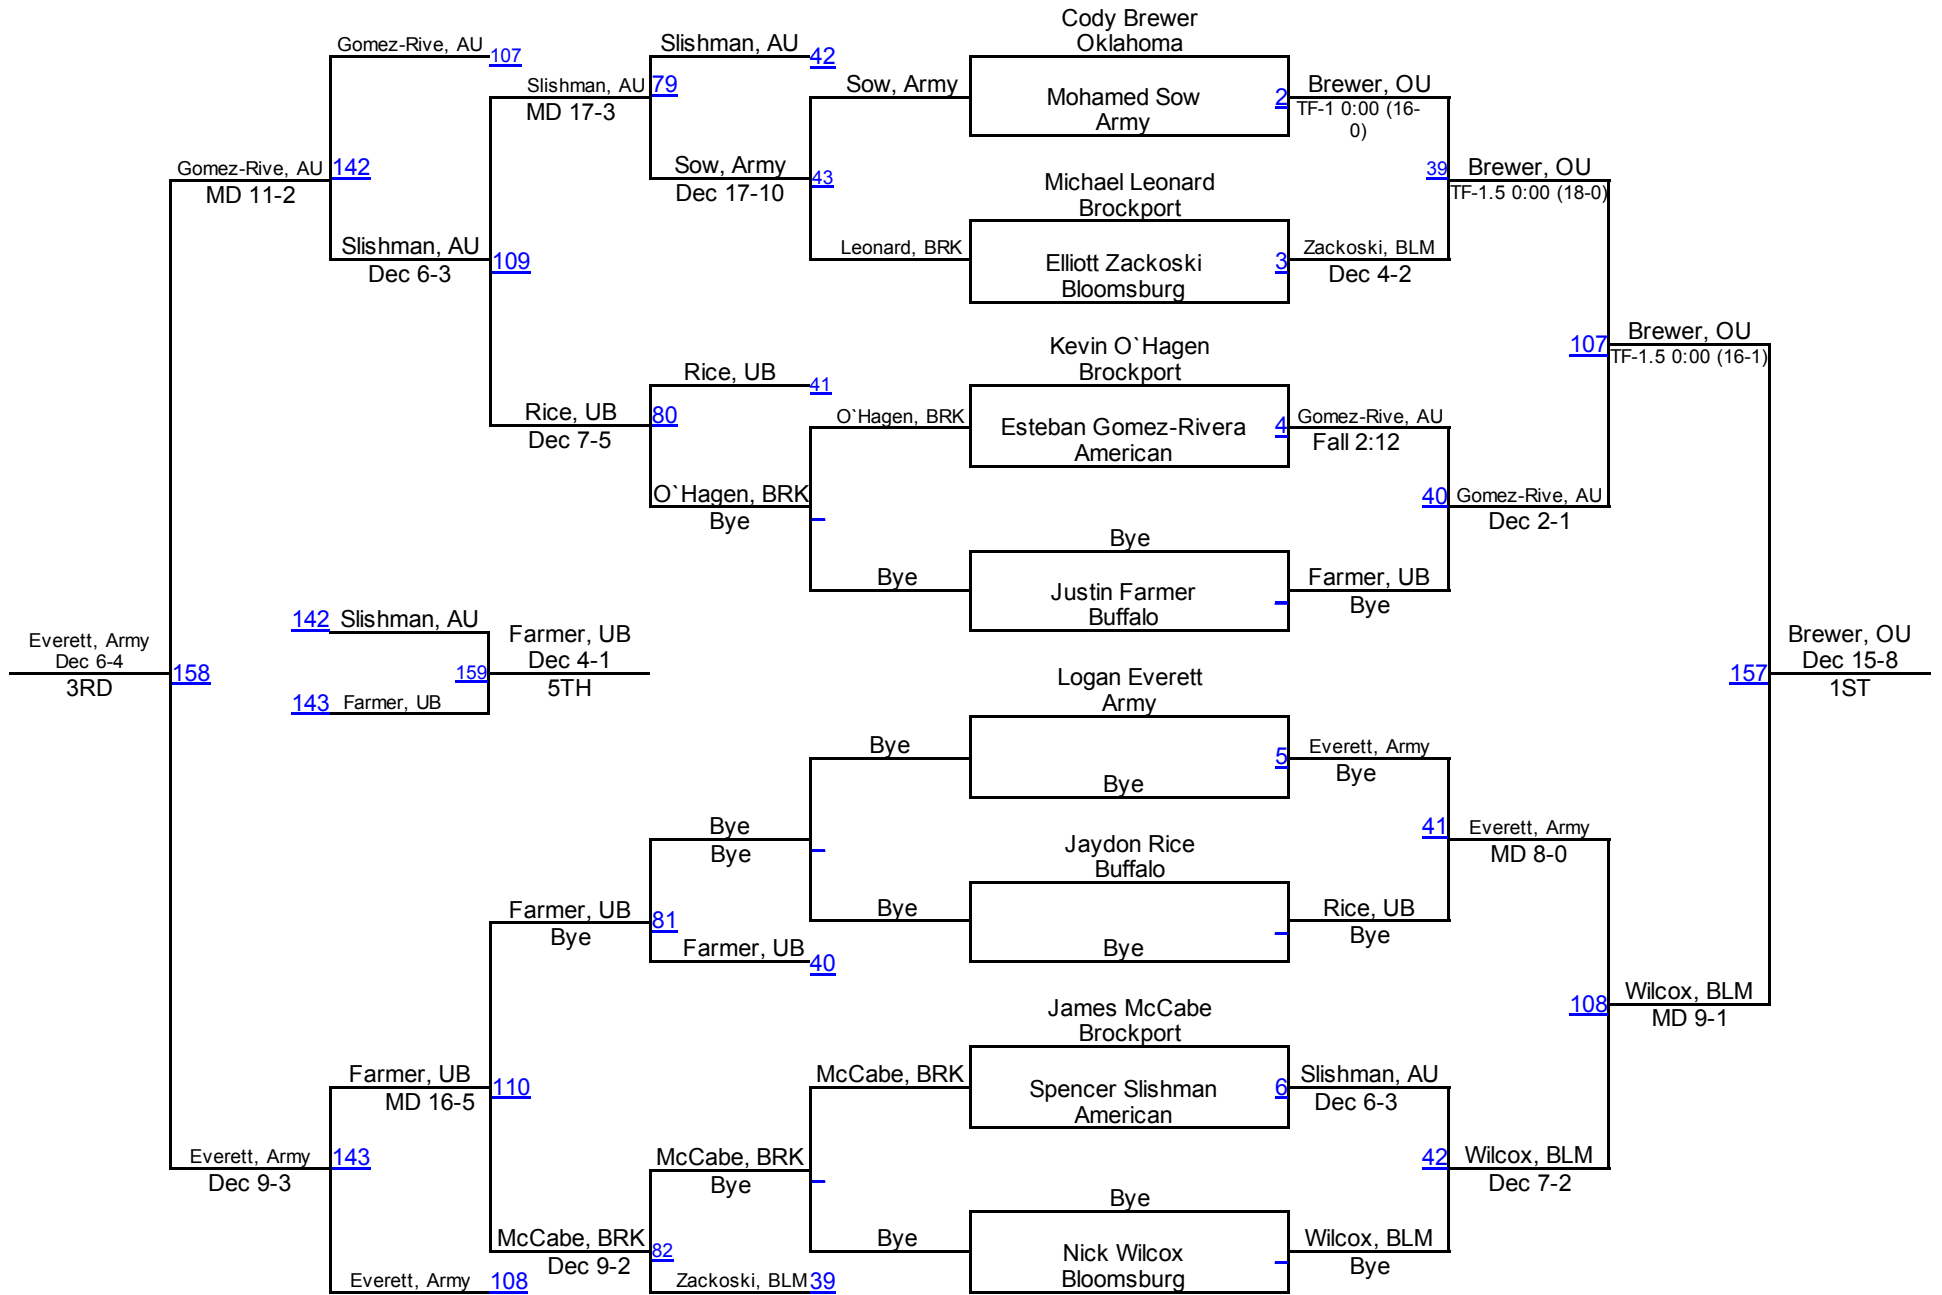 Cody Brewer
Oklahoma
Gomez-Rive, AU
107
Slishman, AU
42
Slishman, AU
79
MD 17-3
Sow, Army
Mohamed Sow
Army
2
Brewer, OU
TF-1 0:00 (16-
0)
Gomez-Rive, AU
142
MD 11-2
Sow, Army
43
Dec 17-10
Michael Leonard
Brockport
39
Brewer, OU
TF-1.5 0:00 (18-0)
Slishman, AU
109
Dec 6-3
Leonard, BRK
Elliott Zackoski
Bloomsburg
3
Zackoski, BLM
Dec 4-2
Kevin O`Hagen
Brockport
107
Brewer, OU
TF-1.5 0:00 (16-1)
Rice, UB
41
Rice, UB
80
Dec 7-5
O`Hagen, BRK
Esteban Gomez-Rivera
American
4
Gomez-Rive, AU
Fall 2:12
O`Hagen, BRK
Bye
40
Gomez-Rive, AU
Dec 2-1
Bye
Bye
Justin Farmer
Buffalo
Farmer, UB
Bye
142
Slishman, AU
Everett, Army
Dec 6-4
3RD
158
159
Farmer, UB
Dec 4-1
5TH
143
Farmer, UB
Brewer, OU
Dec 15-8
1ST
157
Logan Everett
Army
Bye
Bye
5
Everett, Army
Bye
Bye
Bye
Jaydon Rice
Buffalo
41
Everett, Army
MD 8-0
Farmer, UB
Bye
81
Farmer, UB
40
Bye
Bye
Rice, UB
Bye
James McCabe
Brockport
108
Wilcox, BLM
MD 9-1
Farmer, UB
110
MD 16-5
McCabe, BRK
Spencer Slishman
American
6
Slishman, AU
Dec 6-3
Everett, Army
143
Dec 9-3
McCabe, BRK
Bye
Bye
42
Wilcox, BLM
Dec 7-2
McCabe, BRK
82
Dec 9-2
Bye
Nick Wilcox
Bloomsburg
Wilcox, BLM
Bye
Everett, Army
108
Zackoski, BLM
39